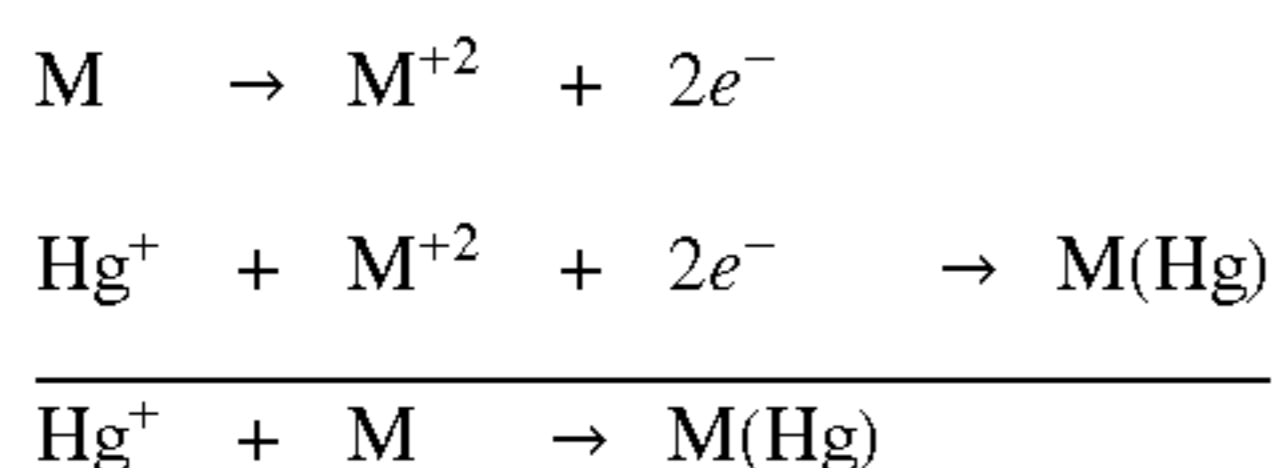 M → M⁺² + 2e⁻
Hg⁺ + M⁺² + 2e⁻ → M(Hg)
Hg⁺ + M → M(Hg)